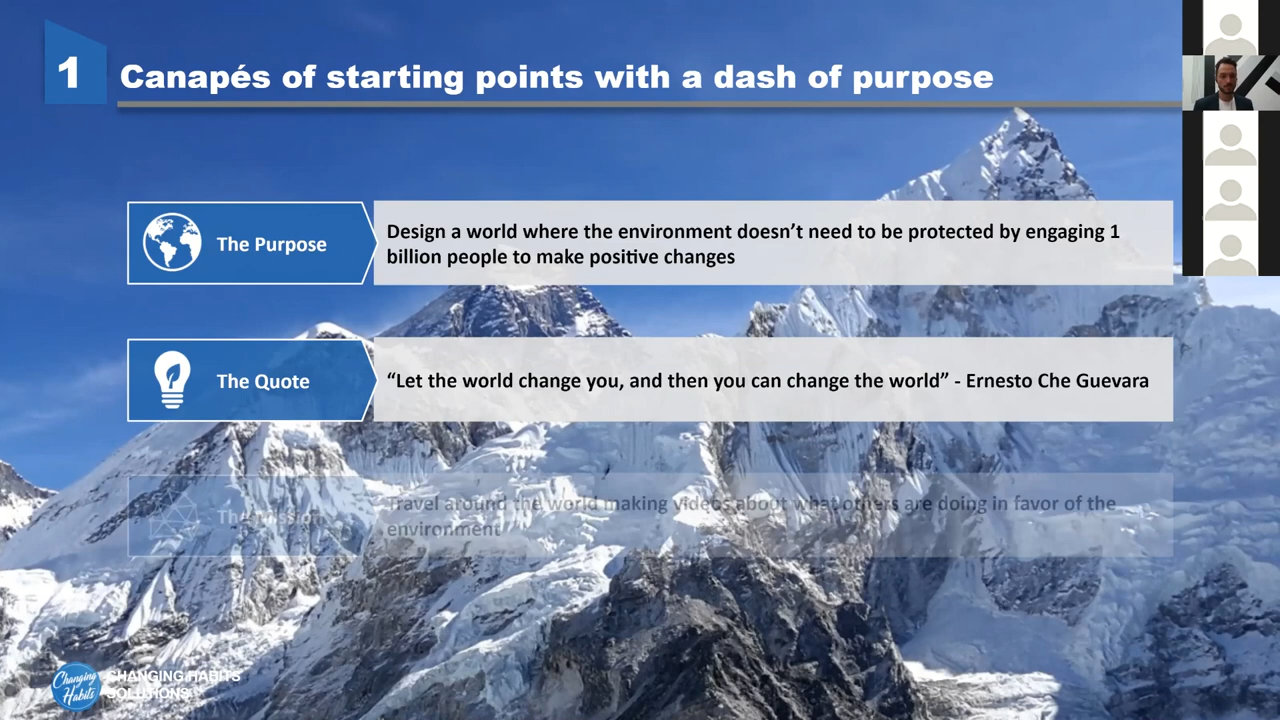 1
Canapés of starting points with a dash of purpose
The Purpose
Design a world where the environment doesn’t need to be protected by engaging 1
billion people to make positive changes
The Quote
“Let the world change you, and then you can change the world” - Ernesto Che Guevara
The Mission
Travel around the world making videos about what others are doing in favor of the
environment
Changing
Habits
CHANGING HABITS
SOLUTIONS